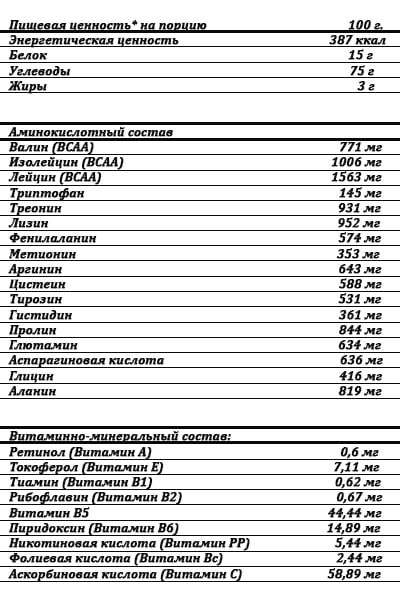 Пищевая ценность* на порцию 100 г.
Энергетическая ценность 387 ккал
Белок 15 г
Углеводы 75 г
Жиры 3 г
Аминокислотный состав
Валин (BCAA) 771 мг
Изолейцин (BCAA) 1006 мг
Лейцин (BCAA) 1563 мг
Триптофан 145 мг
Треонин 931 мг
Лизин 952 мг
Фенилаланин 574 мг
Метионин 353 мг
Аргинин 643 мг
Цистеин 588 мг
Тирозин 531 мг
Гистидин 361 мг
Пролин 844 мг
Глютамин 634 мг
Аспарагиновая кислота 636 мг
Глицин 416 мг
Аланин 819 мг
Витаминно-минеральный состав:
Ретинол (Витамин A) 0,6 мг
Токоферол (Витамин E) 7,11 мг
Тиамин (Витамин B1) 0,62 мг
Рибофлавин (Витамин B2) 0,67 мг
Витамин B5 44,44 мг
Пиридоксин (Витамин B6) 14,89 мг
Никотиновая кислота (Витамин PP) 5,44 мг
Фолиевая кислота (Витамин Bc) 2,44 мг
Аскорбиновая кислота (Витамин C) 58,89 мг